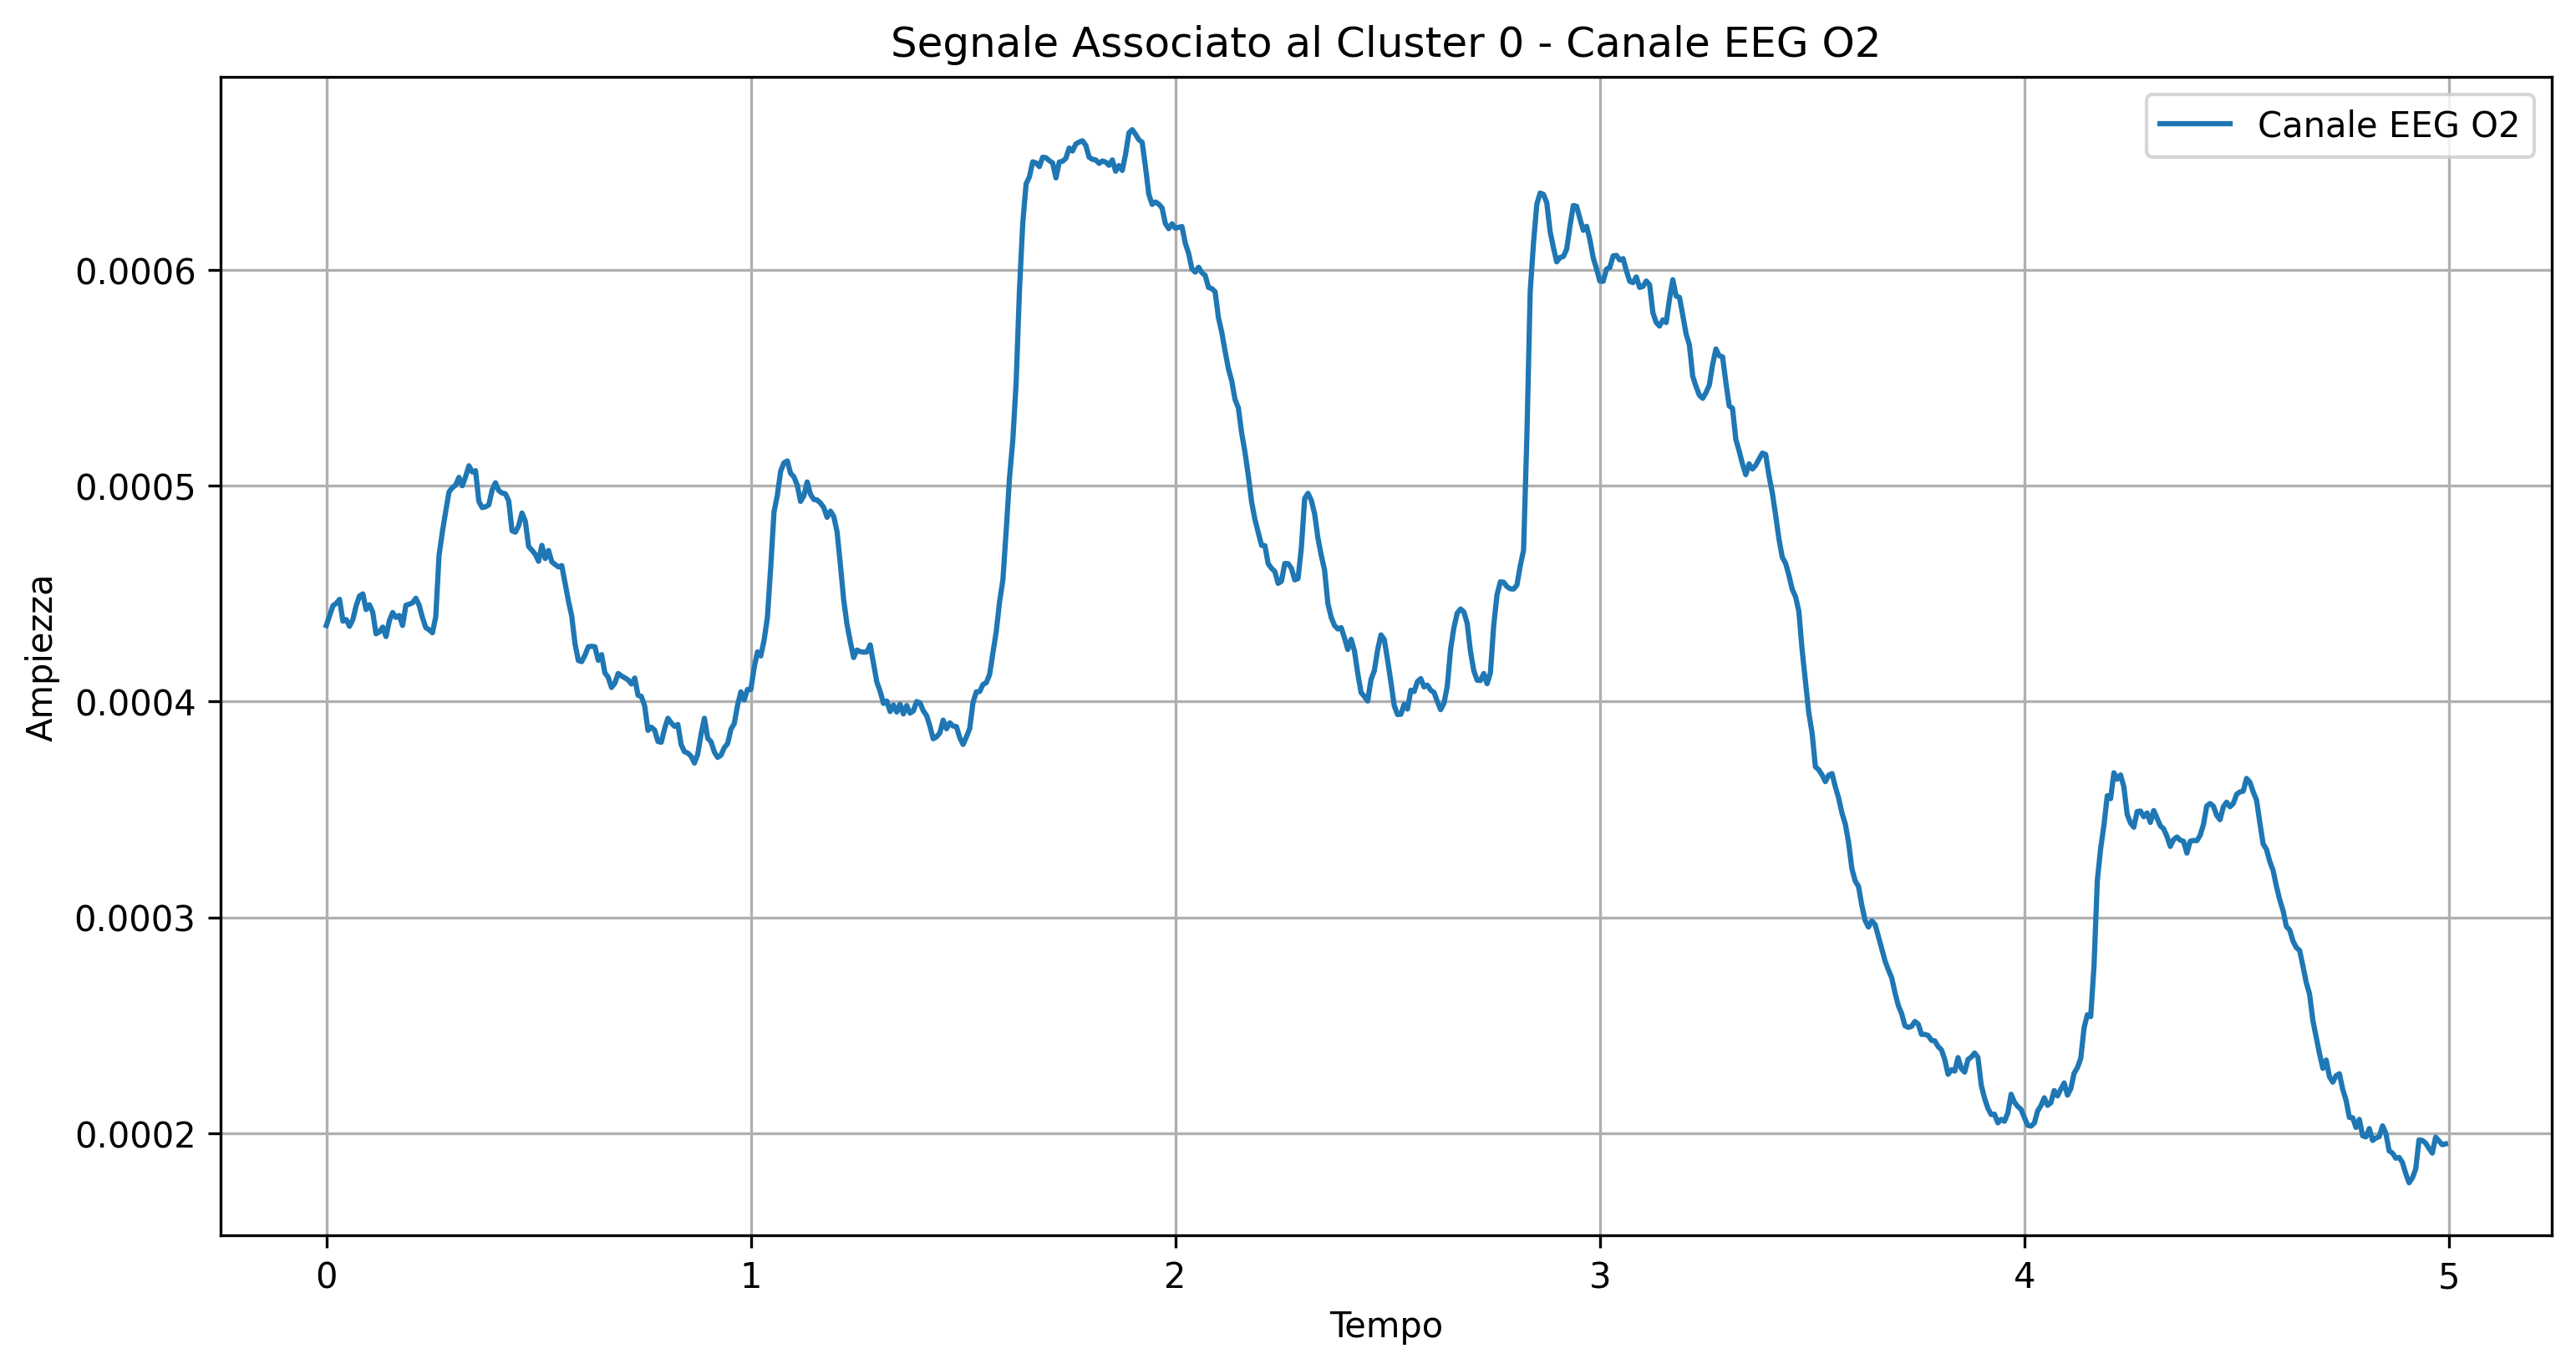 Segnale Associato al Cluster 0 - Canale EEG O2
Canale EEG O2
Ampiezza
0.0006
0.0005
0.0004
0.0003
0.0002
0 1 2 3 4 5
Tempo